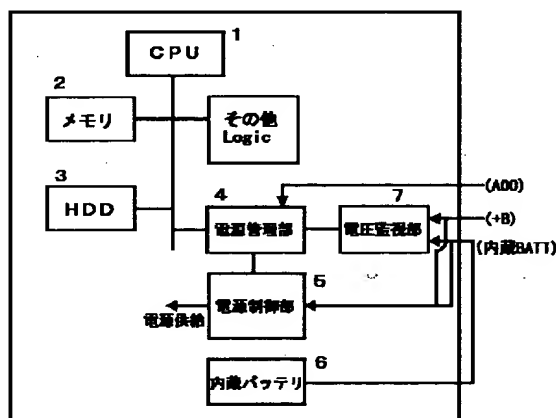 1
CPU
2
メモリ
その他
Logic
3
HDD
4
電源管理部
7
電圧監視部
(ACC)
(+B)
(内蔵BATT)
5
電源制御部
電源供給
6
内蔵バッテリ